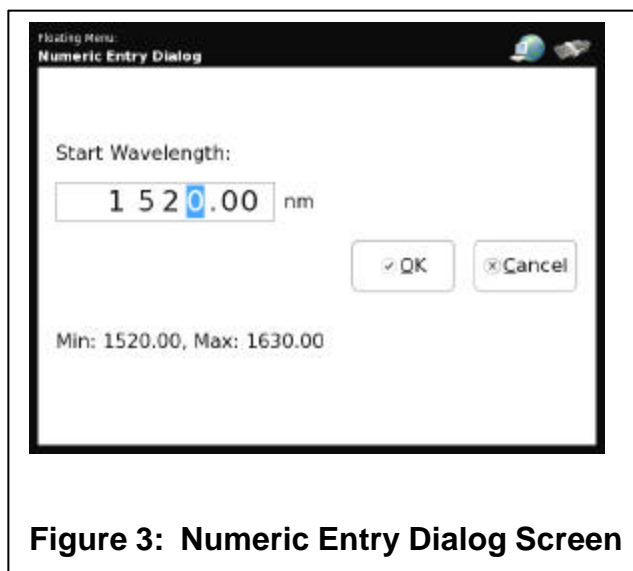 Floating Menu:
Numeric Entry Dialog
Start Wavelength:
1520.00 nm
OK
Cancel
Min: 1520.00, Max: 1630.00
Figure 3: Numeric Entry Dialog Screen